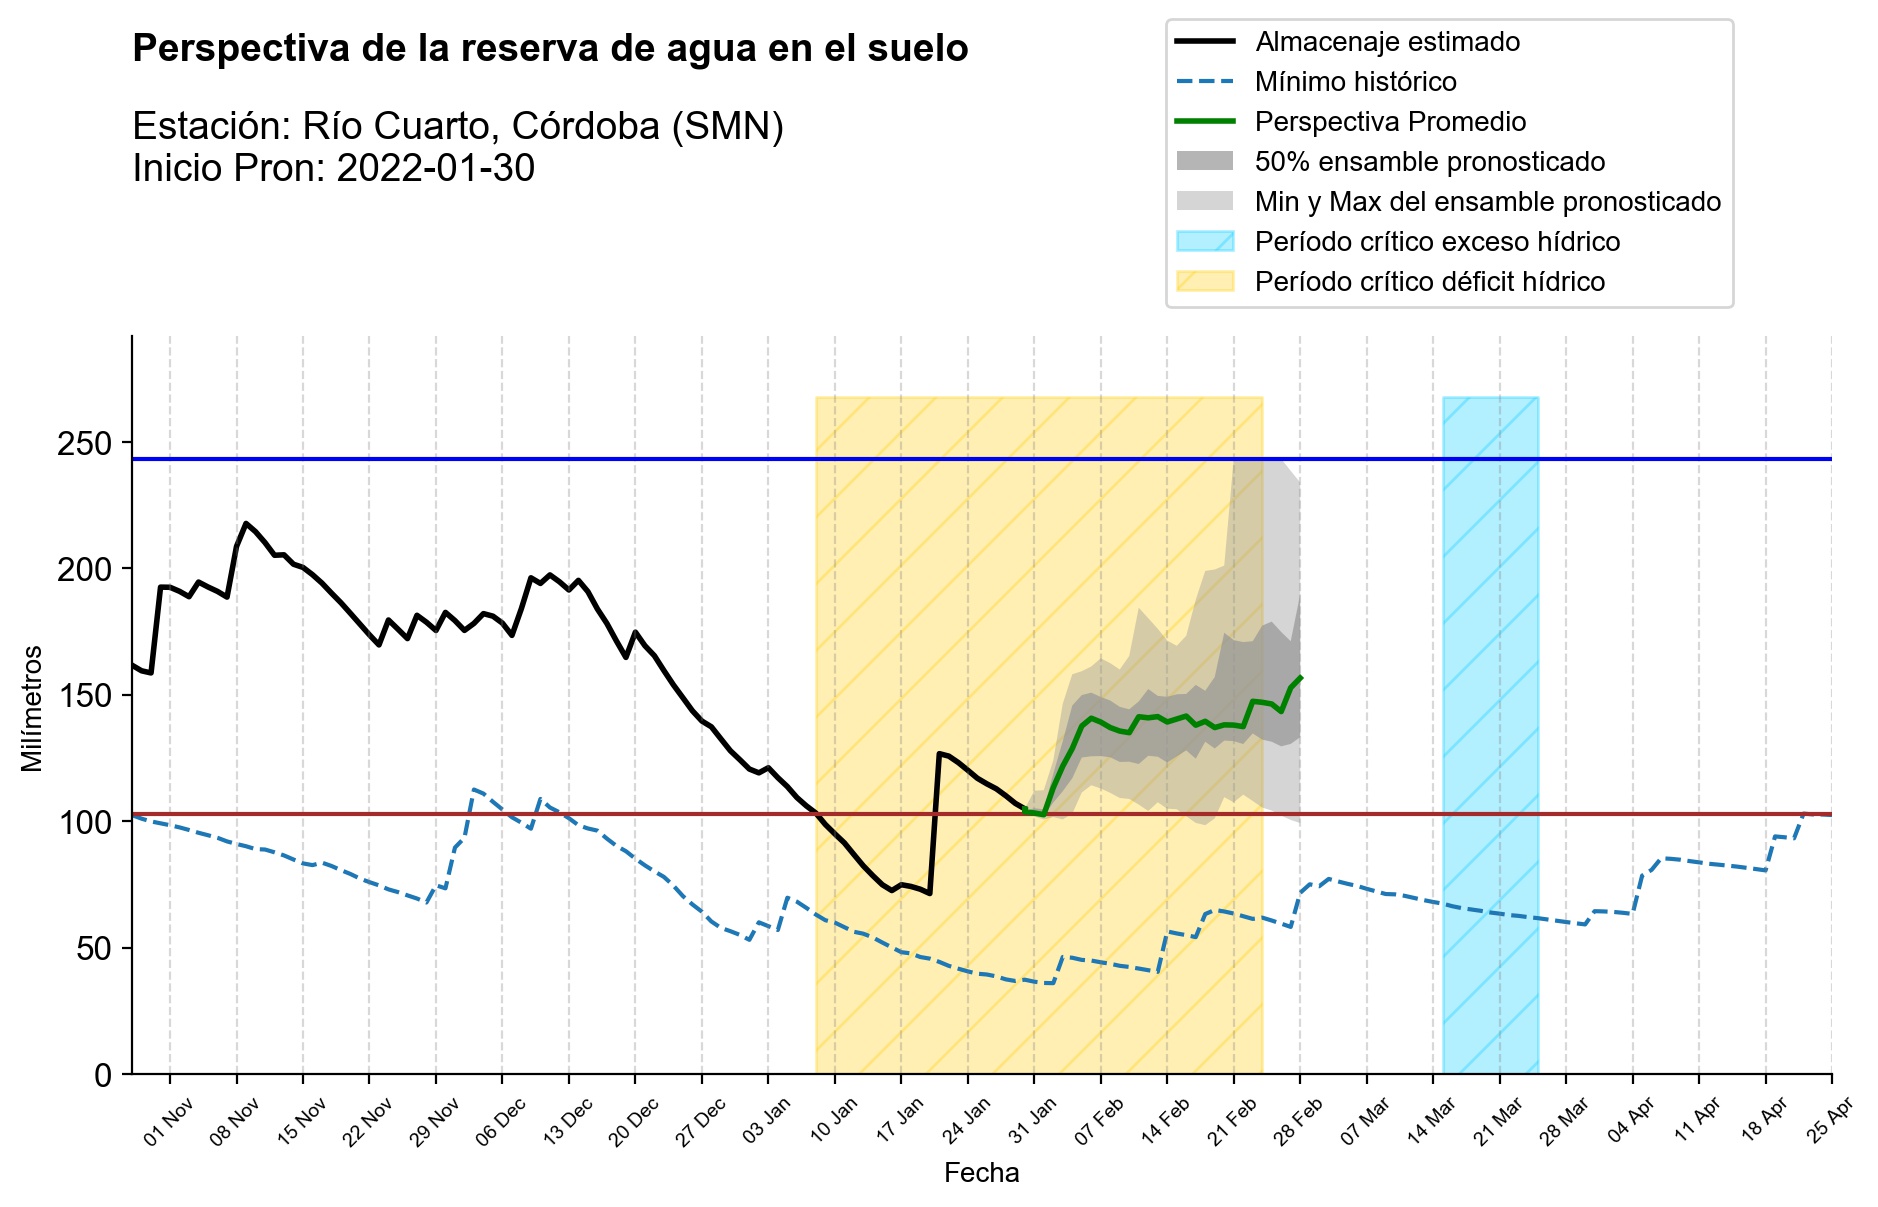 Perspectiva de la reserva de agua en el suelo
Estación: Río Cuarto, Córdoba (SMN)
Inicio Pron: 2022-01-30
Almacenaje estimado
Mínimo histórico
Perspectiva Promedio
50% ensamble pronosticado
Min y Max del ensamble pronosticado
Período crítico exceso hídrico
Período crítico déficit hídrico
Milímetros
250
200
150
100
50
0
01 Nov
08 Nov
15 Nov
22 Nov
29 Nov
06 Dec
13 Dec
20 Dec
27 Dec
03 Jan
10 Jan
17 Jan
24 Jan
31 Jan
07 Feb
14 Feb
21 Feb
28 Feb
07 Mar
14 Mar
21 Mar
28 Mar
04 Apr
11 Apr
18 Apr
25 Apr
Fecha